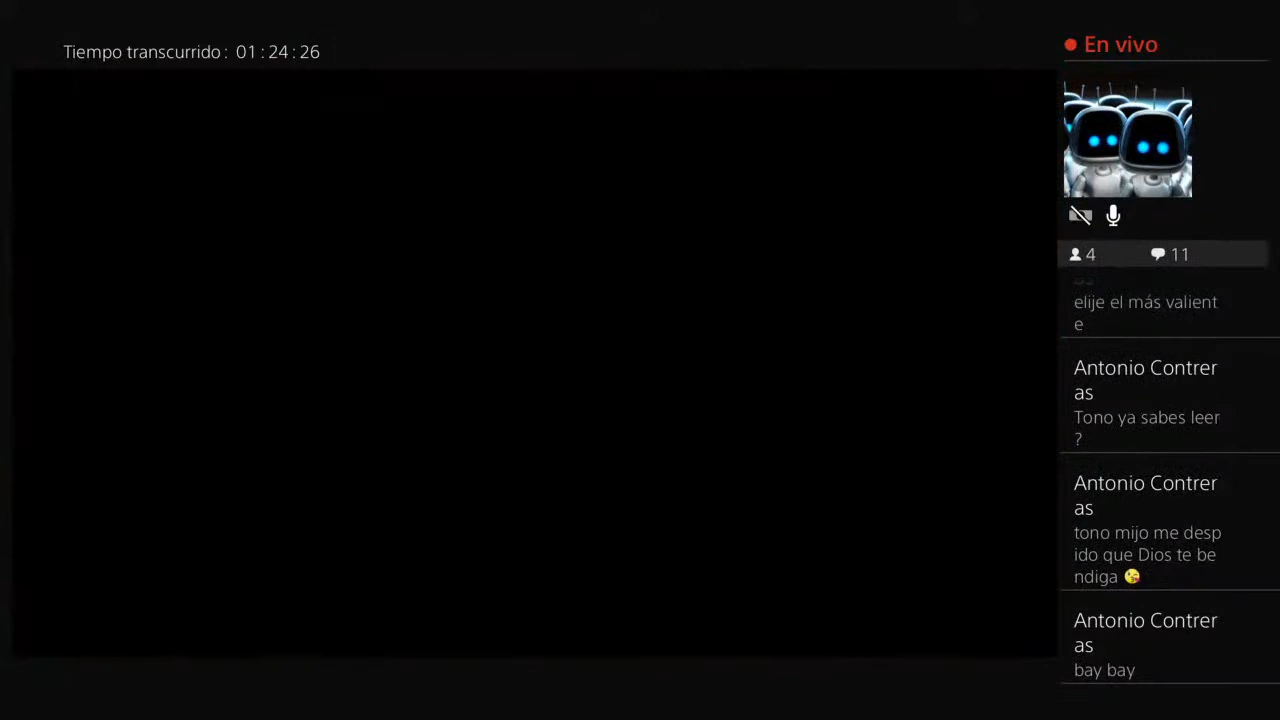 Tiempo transcurrido: 01:24:26
En vivo
4 11
elije el más valient
e
Antonio Contrer
as
Tono ya sabes leer
?
Antonio Contrer
as
tono mijo me desp
ido que Dios te be
ndiga 😘
Antonio Contrer
as
bay bay